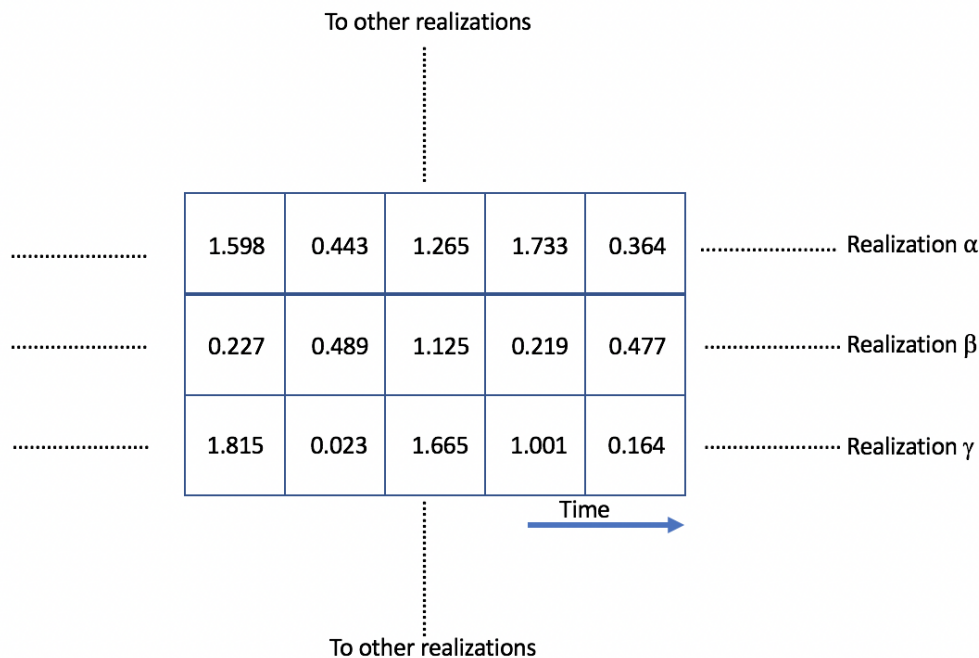 To other realizations
1.598 0.443 1.265 1.733 0.364 Realization α
0.227 0.489 1.125 0.219 0.477 Realization β
1.815 0.023 1.665 1.001 0.164 Realization γ
Time
To other realizations